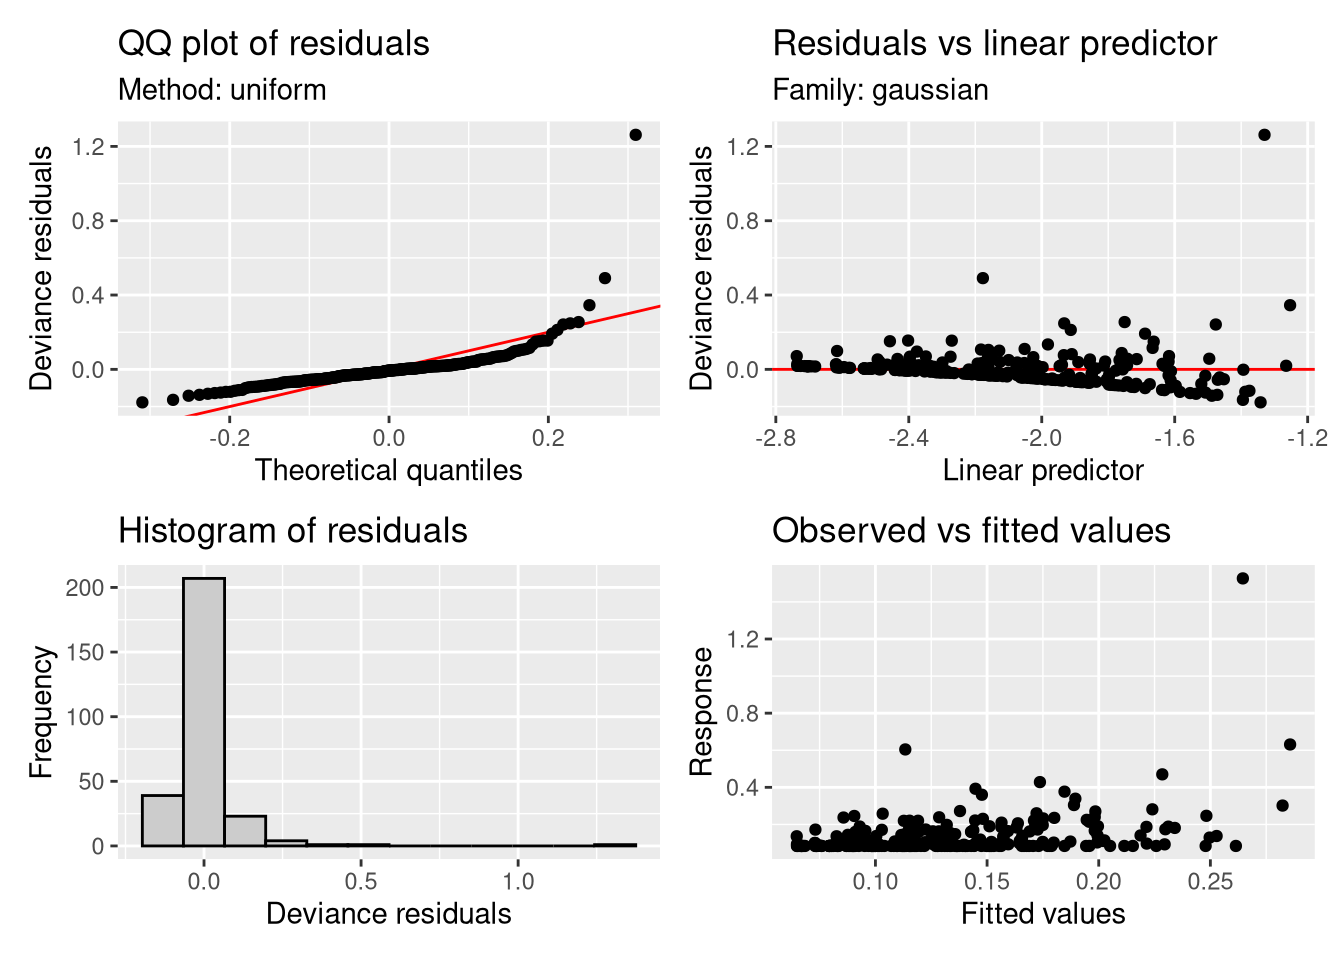 QQ plot of residuals
Method: uniform
Deviance residuals
1.2
0.8
0.4
0.0
-0.2
0.0
0.2
Theoretical quantiles
Residuals vs linear predictor
Family: gaussian
Deviance residuals
1.2
0.8
0.4
0.0
-2.8
-2.4
-2.0
-1.6
-1.2
Linear predictor
Histogram of residuals
Frequency
200
150
100
50
0
0.0
0.5
1.0
Deviance residuals
Observed vs fitted values
Response
1.2
0.8
0.4
0.10
0.15
0.20
0.25
Fitted values